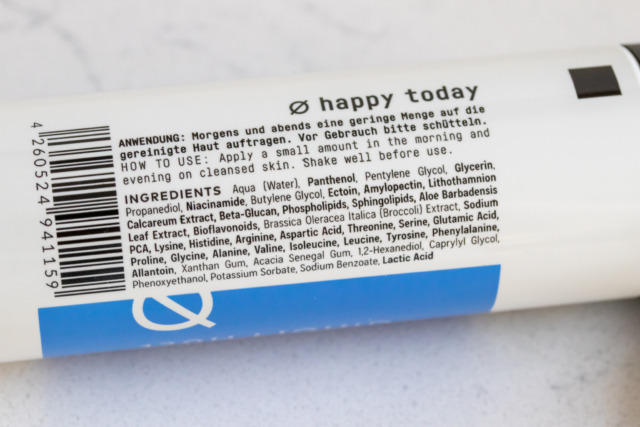 Ø happy today
ANWENDUNG: Morgens und abends eine geringe Menge auf die
gereinigte Haut auftragen. Vor Gebrauch bitte schütteln.
HOW TO USE: Apply a small amount in the morning and
evening on cleansed skin. Shake well before use.
INGREDIENTS Aqua (Water), Panthenol, Pentylene Glycol, Glycerin,
Propanediol, Niacinamide, Butylene Glycol, Ectoin, Amylopectin, Lithothamnion
Calcareum Extract, Beta-Glucan, Phospholipids, Sphingolipids, Aloe Barbadensis
Leaf Extract, Bioflavonoids, Brassica Oleracea Italica (Broccoli) Extract, Sodium
PCA, Lysine, Histidine, Arginine, Aspartic Acid, Threonine, Serine, Glutamic Acid,
Proline, Glycine, Alanine, Valine, Isoleucine, Leucine, Tyrosine, Phenylalanine,
Allantoin, Xanthan Gum, Acacia Senegal Gum, 1,2-Hexanediol, Caprylyl Glycol,
Phenoxyethanol, Potassium Sorbate, Sodium Benzoate, Lactic Acid
4 260524 941159
Ø